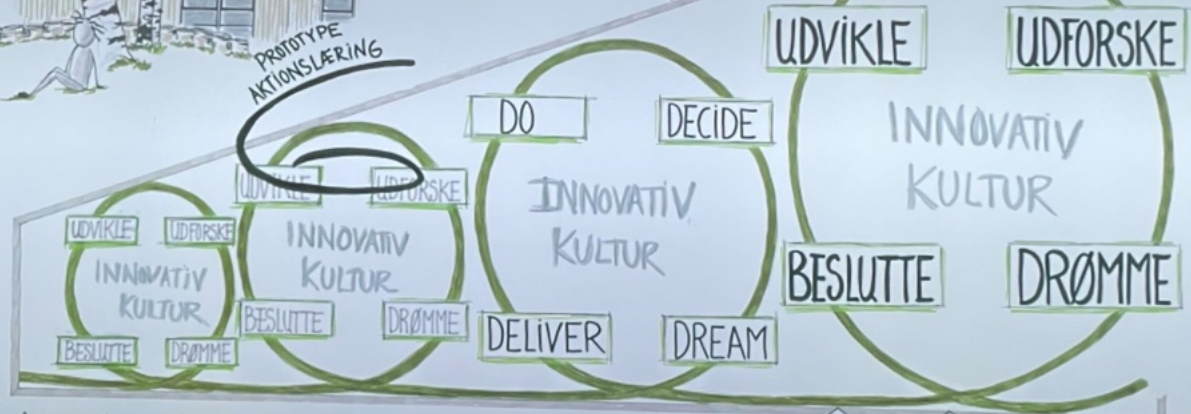 PROTOTYPE
AKTIONSLÆRING
UDVIKLE
UDFORSKE
INNOVATIV
KULTUR
BESLUTTE
DRØMME
UDVIKLE
UDFORSKE
INNOVATIV
KULTUR
BESLUTTE
DRØMME
DO
DECIDE
INNOVATIV
KULTUR
DELIVER
DREAM
UDVIKLE
UDFORSKE
INNOVATIV
KULTUR
BESLUTTE
DRØMME